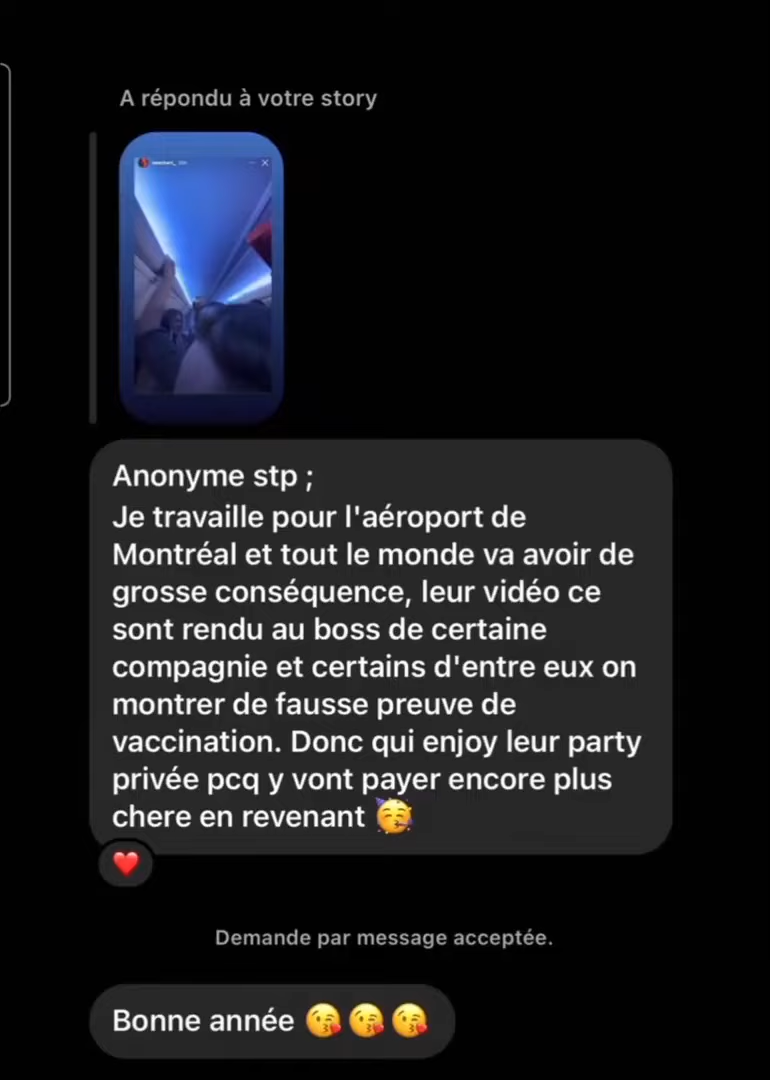 A répondu à votre story
Anonyme stp ;
Je travaille pour l'aéroport de
Montréal et tout le monde va avoir de
grosse conséquence, leur vidéo ce
sont rendu au boss de certaine
compagnie et certains d'entre eux on
montrer de fausse preuve de
vaccination. Donc qui enjoy leur party
privée pcq y vont payer encore plus
chere en revenant 🥳
Demande par message acceptée.
Bonne année 😘😘😘